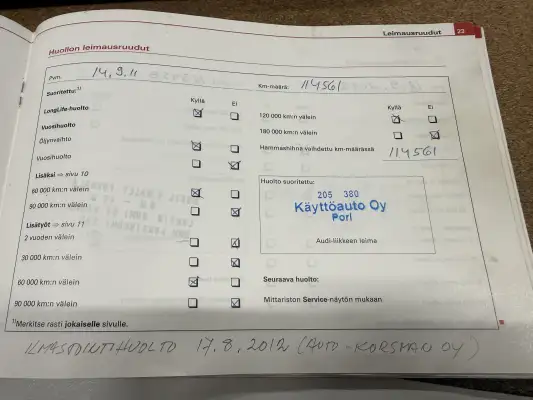 Leimausruudut 23
Huollon leimausruudut
Pvm. 14.9.11
Km-määrä: 114561
Suoritettu:¹⁾
Kyllä Ei
LongLife-huolto
Vuosihuolto
Öljynvaihto
Vuosihuolto
Lisäksi ⇒ sivu 10
60 000 km:n välein
90 000 km:n välein
Lisätyöt ⇒ sivu 11
2 vuoden välein
30 000 km:n välein
60 000 km:n välein
90 000 km:n välein
Kyllä Ei
120 000 km:n välein
180 000 km:n välein
Hammashihna vaihdettu km-määrässä
114561
Huolto suoritettu:
205 380
Käyttöauto Oy
Pori
Audi-liikkeen leima
Seuraava huolto:
Mittariston Service-näytön mukaan
¹⁾Merkitse rasti jokaiselle sivulle.
ILMASTOINTIHUOLTO 17.8.2012 (AUTO-KORSMAN OY)